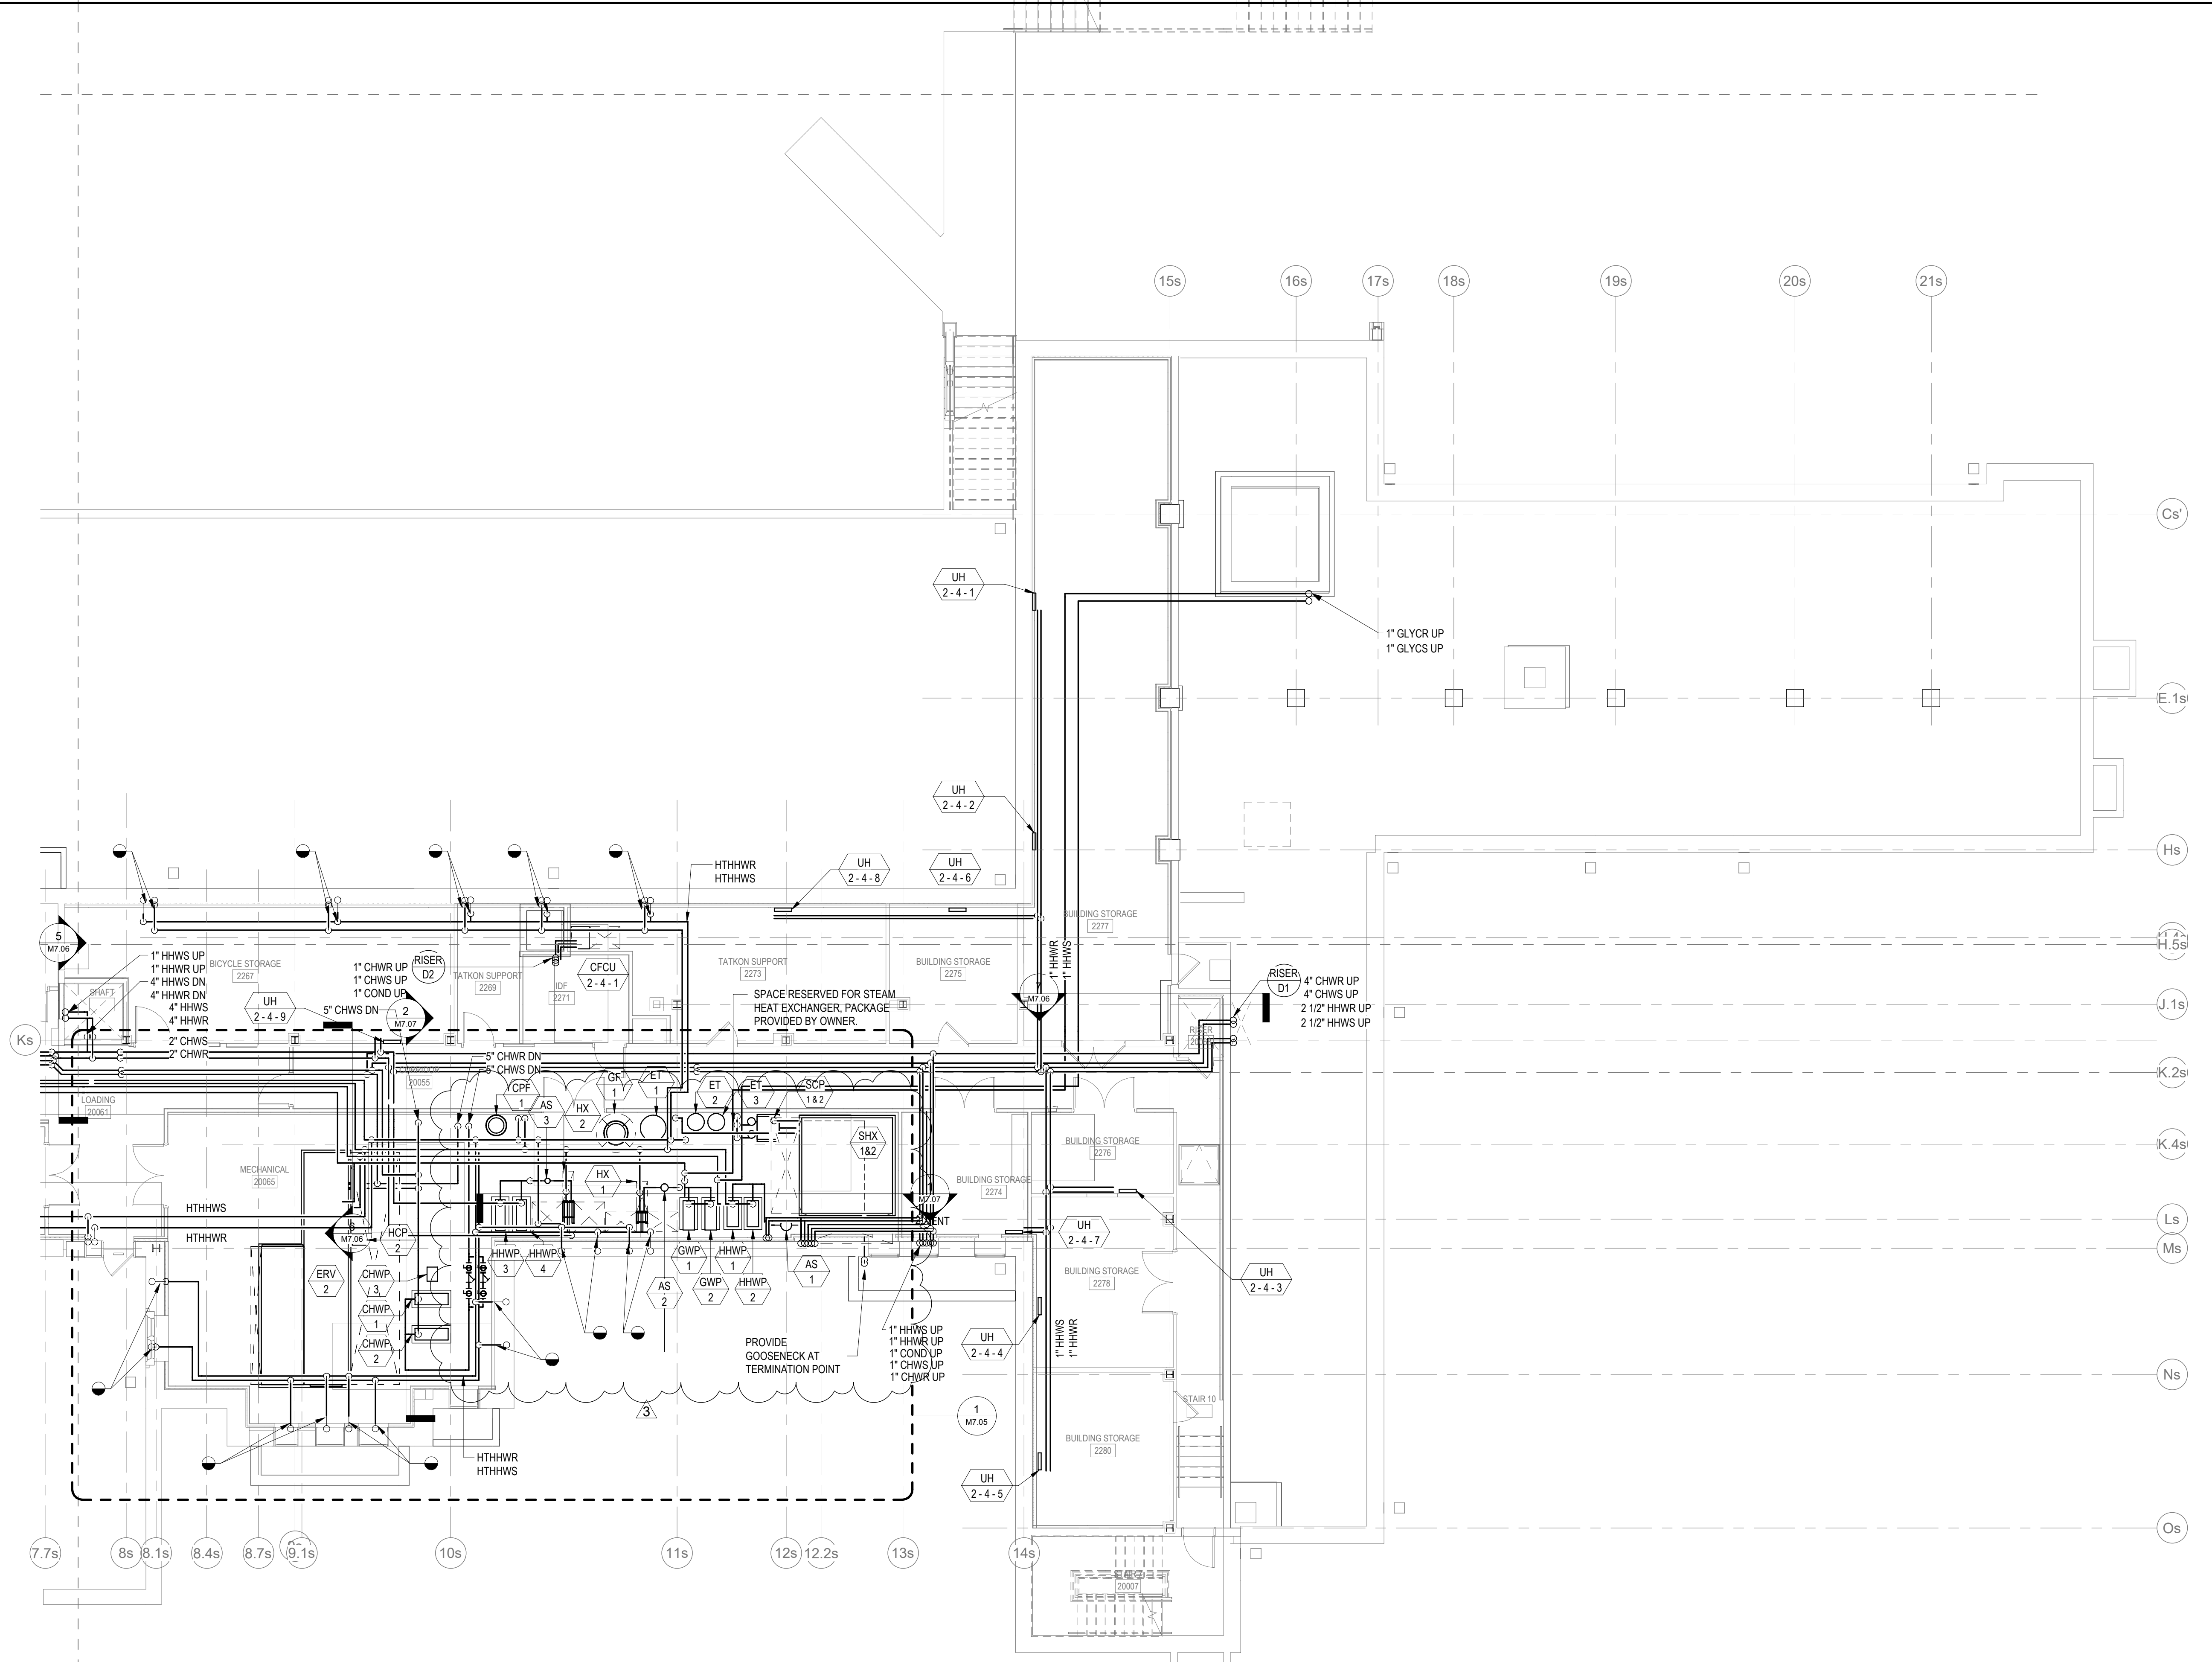 15s
16s
17s
18s
19s
20s
21s
Cs'
UH
2 - 4 - 1
1" GLYCR UP
1" GLYCS UP
E.1s
UH
2 - 4 - 2
Hs
HTHHWR
HTHHWS
UH
2 - 4 - 8
UH
2 - 4 - 6
BUILDING STORAGE
2277
H.5s
5
M7.06
1" HHWS UP
1" HHWR UP
4" HHWS DN
4" HHWR DN
4" HHWS
4" HHWR
2" CHWS
2" CHWR
BICYCLE STORAGE
2267
SHAFT
UH
2 - 4 - 9
1" CHWR UP
1" CHWS UP
1" COND UP
RISER
D2
5" CHWS DN
2
M7.07
TATKON SUPPORT
2269
IDF
2271
CFCU
2 - 4 - 1
TATKON SUPPORT
2273
BUILDING STORAGE
2275
SPACE RESERVED FOR STEAM
HEAT EXCHANGER, PACKAGE
PROVIDED BY OWNER.
1" HHWR
1" HHWS
7
M7.06
RISER
D1
4" CHWR UP
4" CHWS UP
2 1/2" HHWR UP
2 1/2" HHWS UP
RISER
J.1s
Ks
K.2s
5" CHWR DN
5" CHWS DN
20055
LOADING
20061
CPF
1
AS
3
HX
2
GF
1
ET
1
ET
2
ET
3
SCP
1 & 2
SHX
1&2
K.4s
BUILDING STORAGE
2276
MECHANICAL
20065
HX
1
BUILDING STORAGE
2274
M7.07
VENT
HTHHWS
HTHHWR
6
M7.06
HCP
2
HHWP
3
HHWP
4
GWP
1
HHWP
1
AS
1
AS
2
GWP
2
HHWP
2
UH
2 - 4 - 7
Ls
Ms
ERV
2
CHWP
3
CHWP
1
CHWP
2
BUILDING STORAGE
2278
UH
2 - 4 - 3
PROVIDE
GOOSENECK AT
TERMINATION POINT
1" HHWS UP
1" HHWR UP
1" COND UP
1" CHWS UP
1" CHWR UP
UH
2 - 4 - 4
1" HHWS
1" HHWR
Ns
3
1
M7.05
STAIR 10
BUILDING STORAGE
2280
HTHHWR
HTHHWS
UH
2 - 4 - 5
Os
7.7s
8s
8.1s
8.4s
8.7s
9.1s
10s
11s
12s
12.2s
13s
14s
STAIR 7
20007